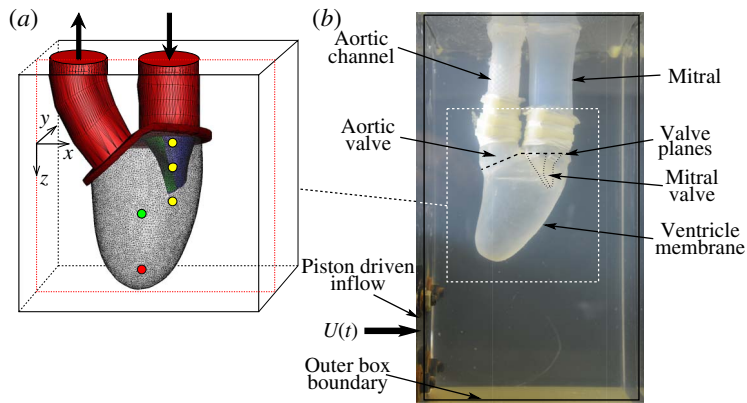 (a)
y
x
z
(b)
Aortic
channel
Mitral
Aortic
valve
Valve
planes
Mitral
valve
Ventricle
membrane
Piston driven
inflow
U(t)
Outer box
boundary